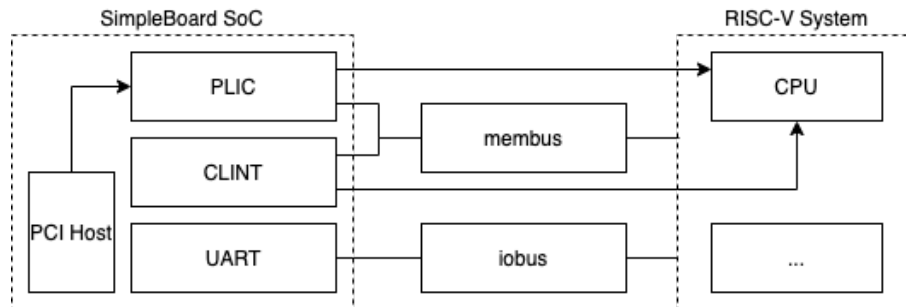 SimpleBoard SoC
RISC-V System
PLIC
CPU
membus
CLINT
PCI Host
UART
iobus
...